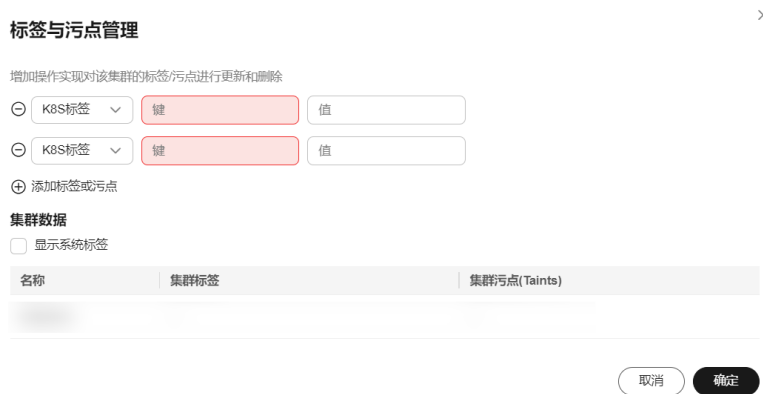 标签与污点管理
增加操作实现对该集群的标签/污点进行更新和删除
K8S标签 键 值
K8S标签 键 值
添加标签或污点
集群数据
显示系统标签
名称 集群标签 集群污点(Taints)
取消 确定